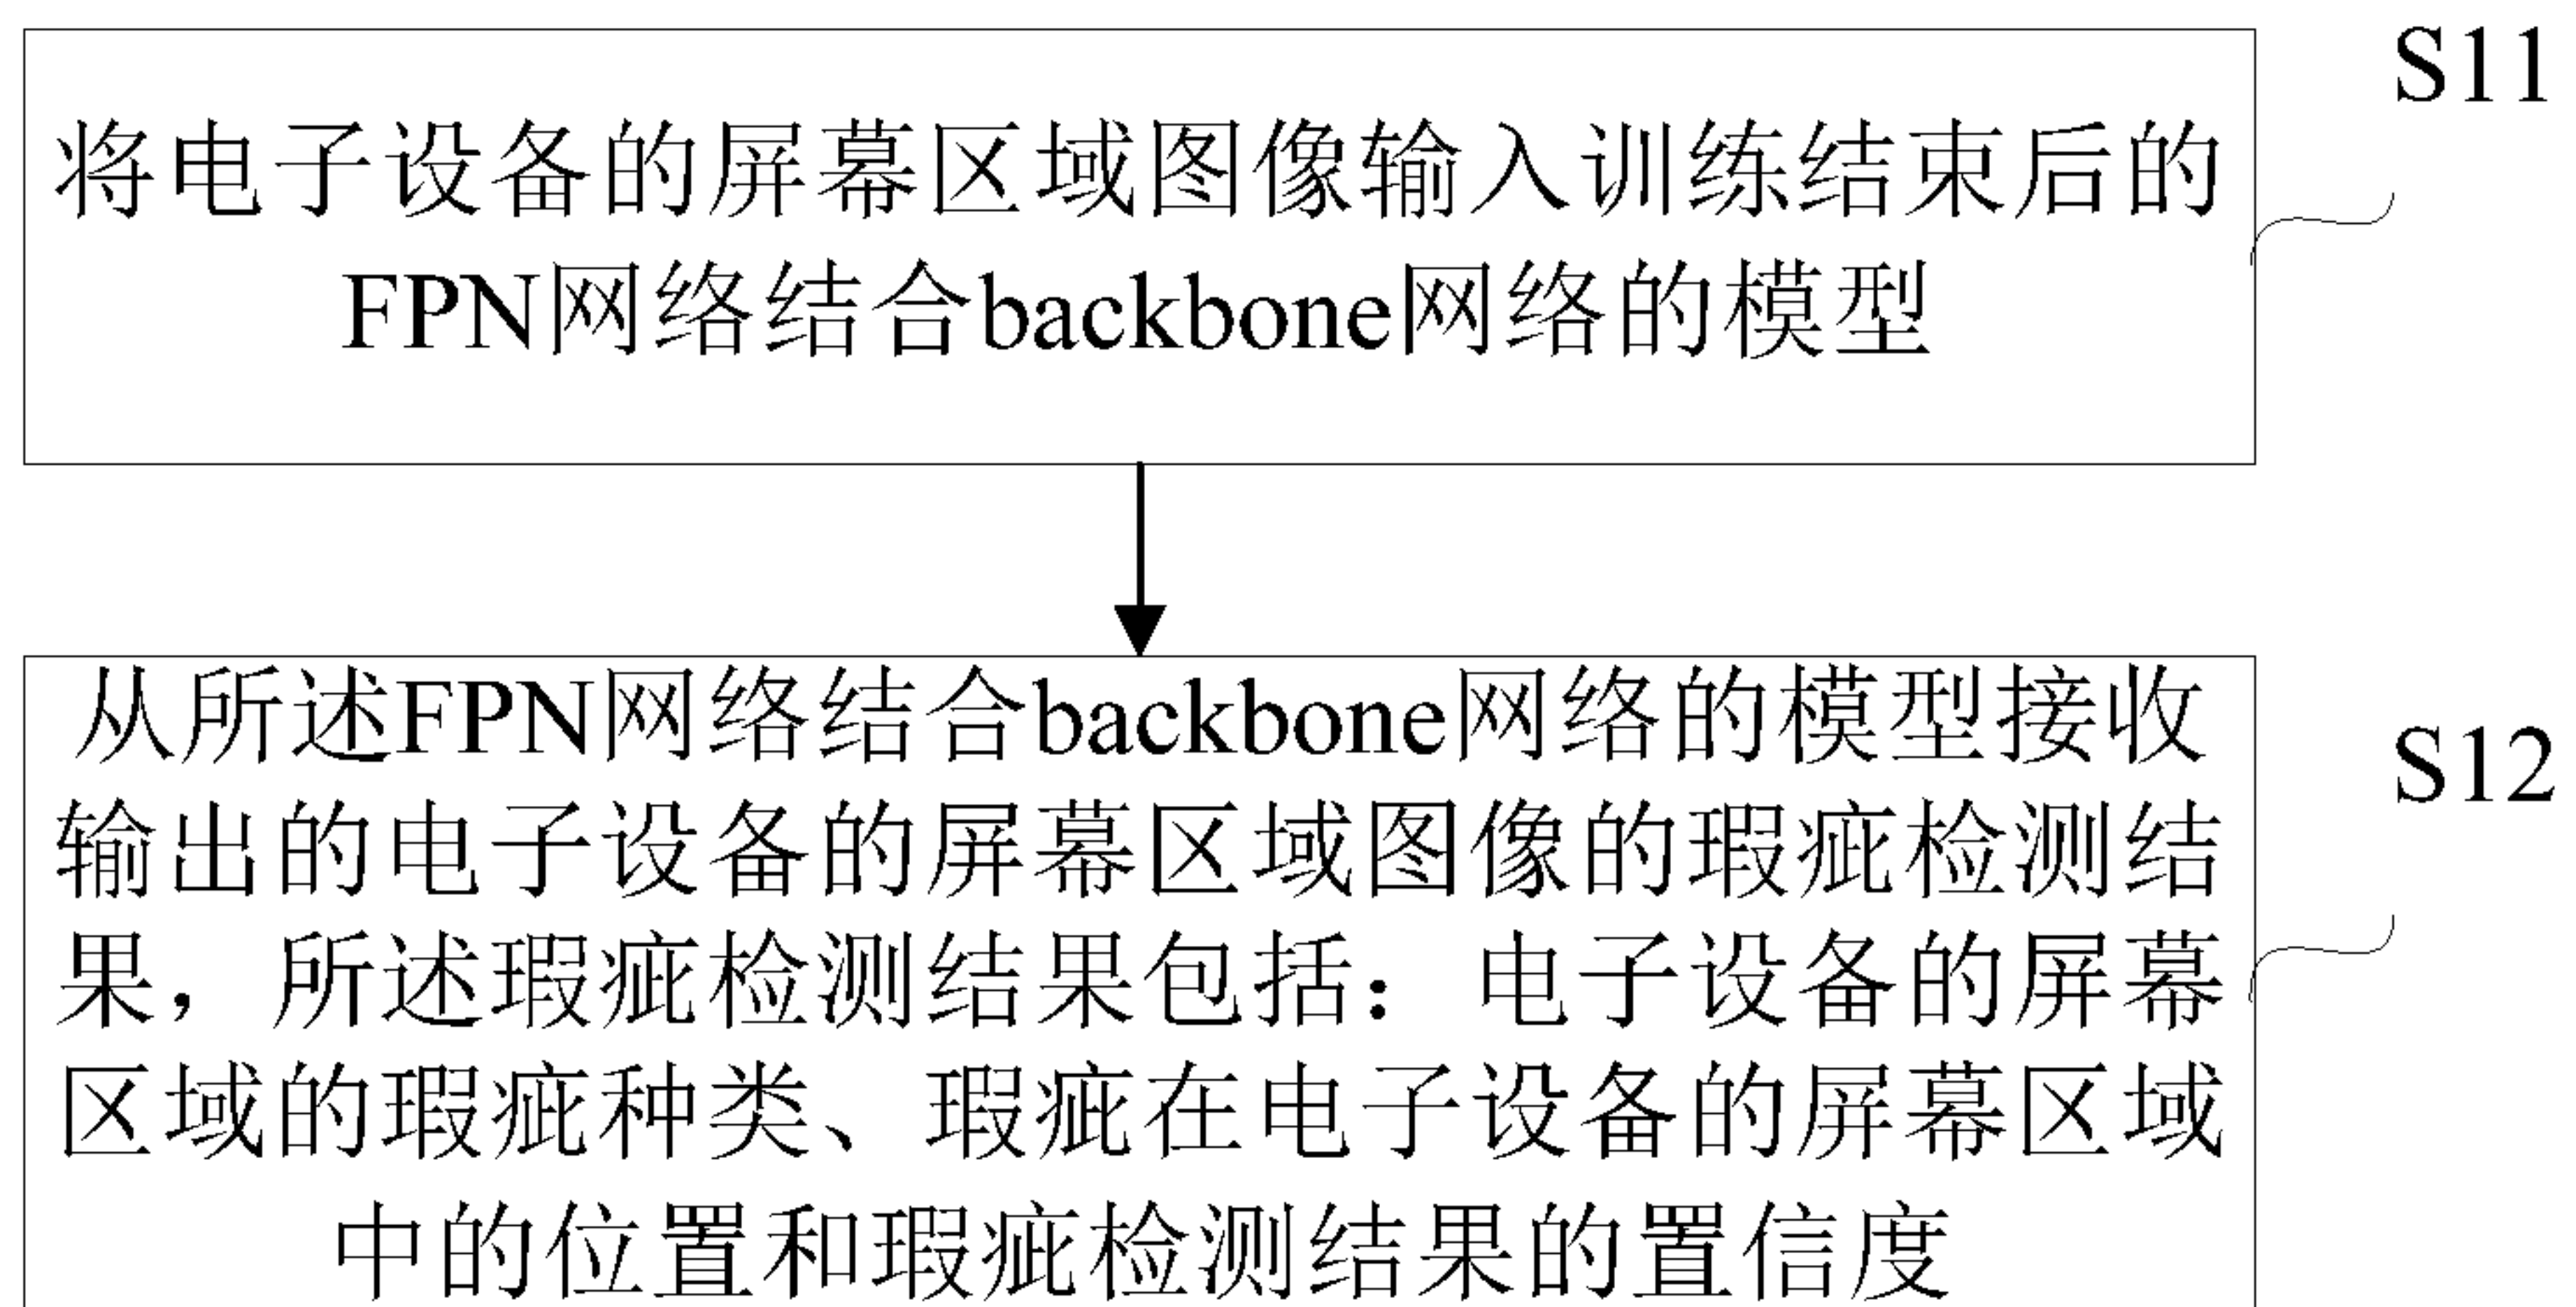 S11
将电子设备的屏幕区域图像输入训练结束后的
FPN网络结合backbone网络的模型
从所述FPN网络结合backbone网络的模型接收
S12
输出的电子设备的屏幕区域图像的瑕疵检测结
果，所述瑕疵检测结果包括：电子设备的屏幕
区域的瑕疵种类、瑕疵在电子设备的屏幕区域
中的位置和瑕疵检测结果的置信度